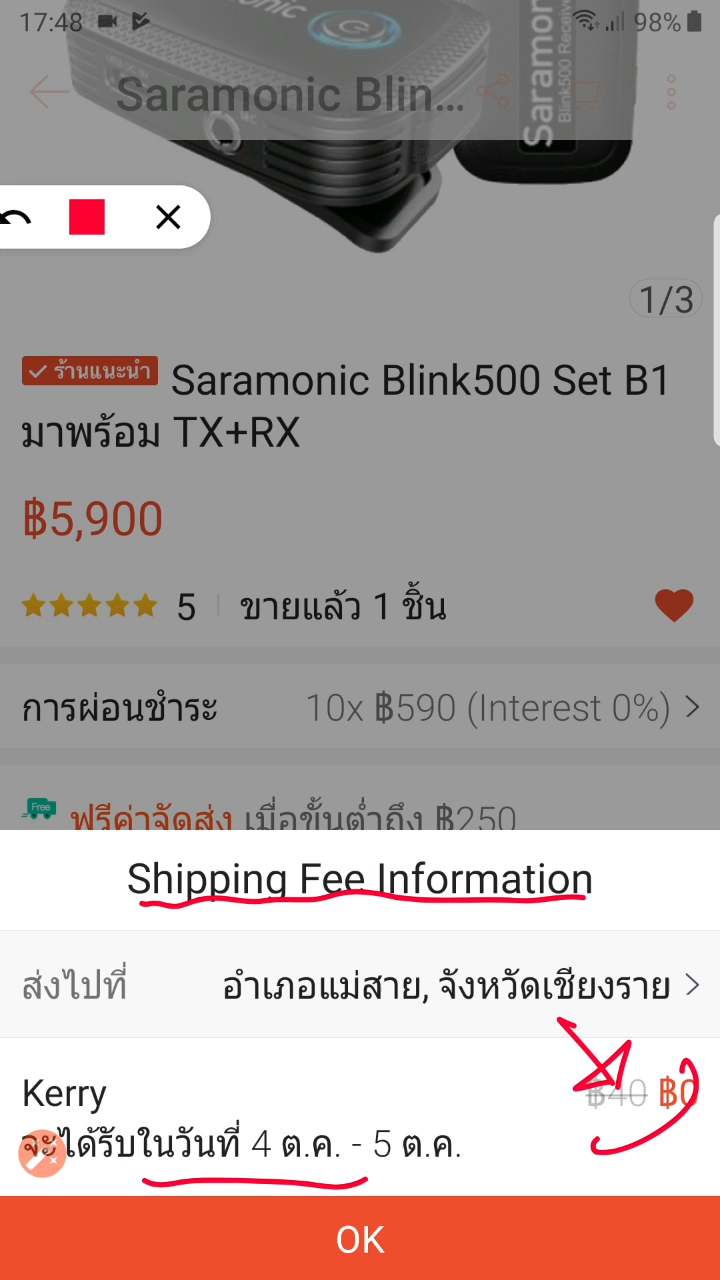 17:48 98%
Saramonic Blin...
Saramonic
Blink500 Receiver
1/3
ร้านแนะนำ Saramonic Blink500 Set B1
มาพร้อม TX+RX
฿5,900
5 ขายแล้ว 1 ชิ้น
การผ่อนชำระ 10x ฿590 (Interest 0%)
Free ฟรีค่าจัดส่ง เมื่อขั้นต่ำถึง ฿250
Shipping Fee Information
ส่งไปที่ อำเภอแม่สาย, จังหวัดเชียงราย
Kerry ฿40 ฿0
จะได้รับในวันที่ 4 ต.ค. - 5 ต.ค.
OK